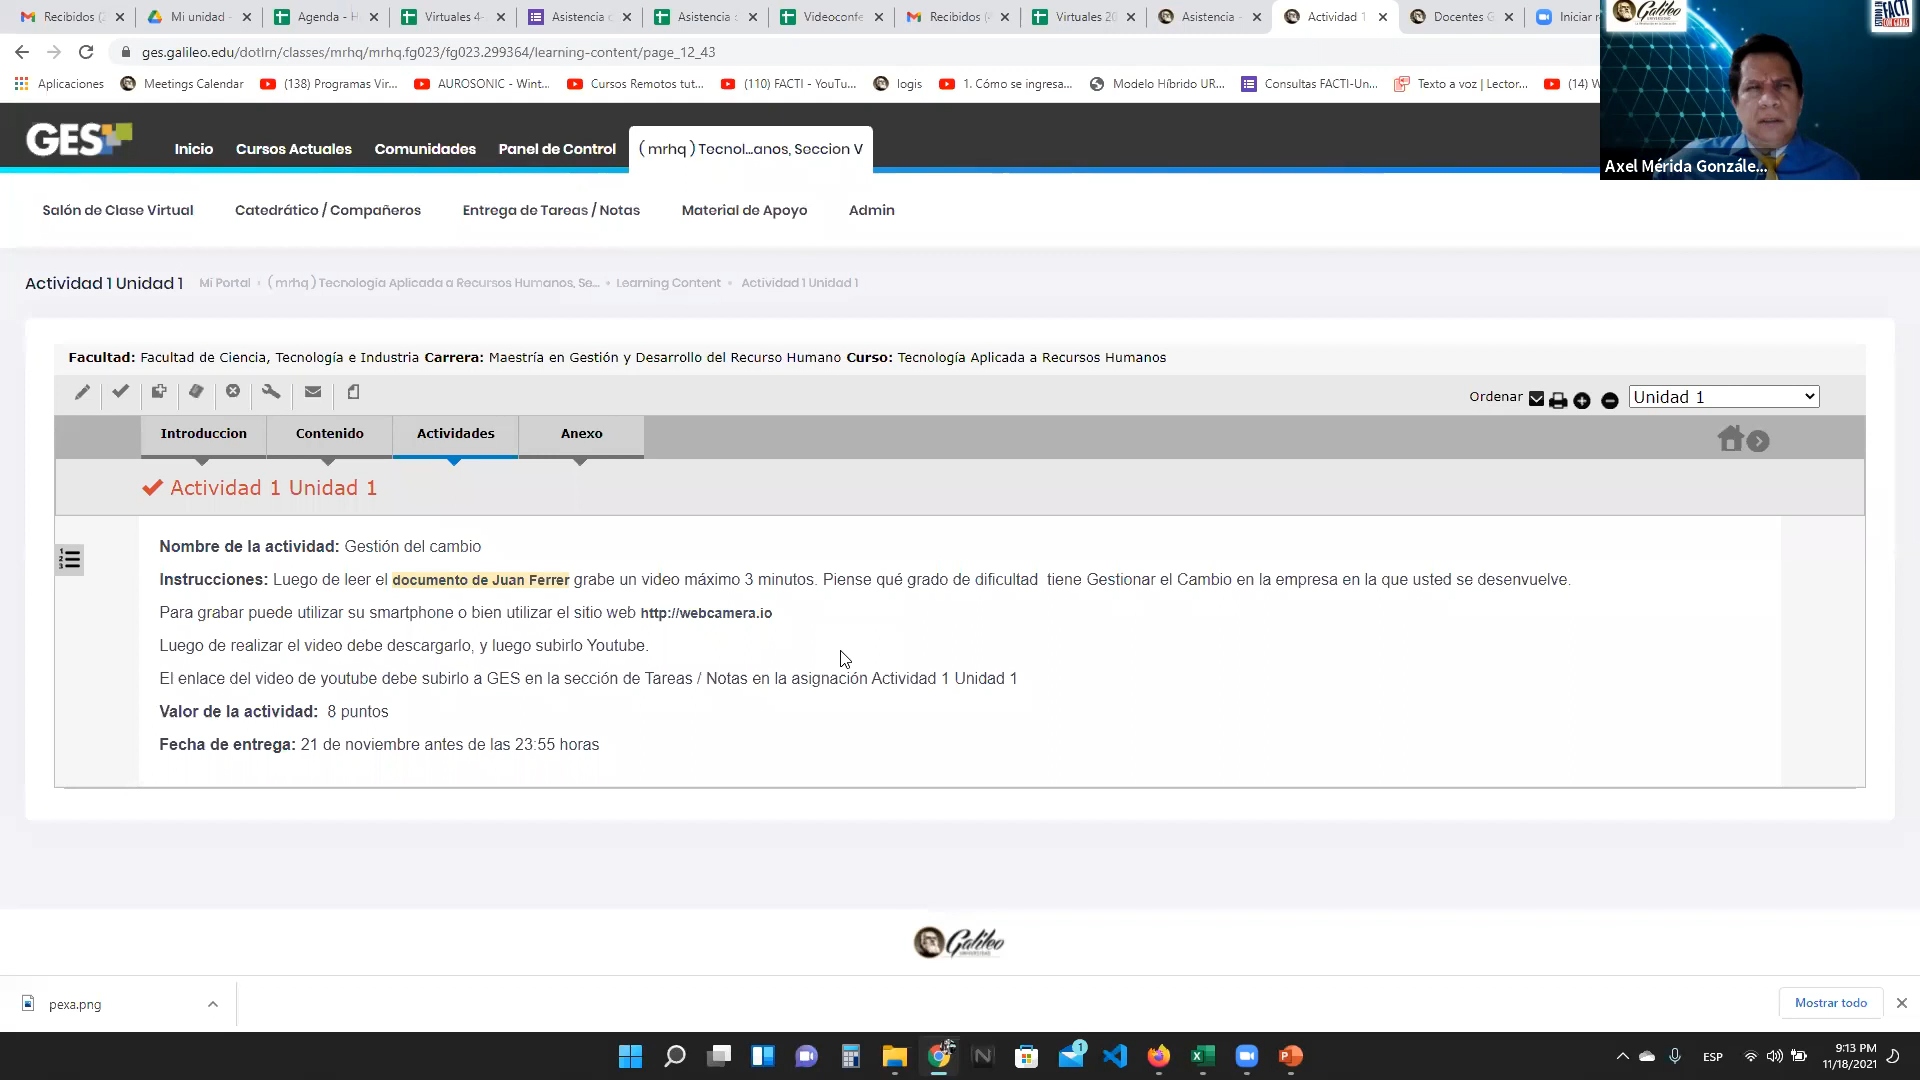 Recibidos (2
Mi unidad -
Agenda - H
Virtuales 4-
Asistencia c
Asistencia s
Videoconfe
Recibidos (4
Virtuales 20
Asistencia -
Actividad 1
Docentes G
Iniciar r
ges.galileo.edu/dotlrn/classes/mrhq/mrhq.fg023/fg023.299364/learning-content/page_12_43
Aplicaciones
Meetings Calendar
(138) Programas Vir...
AUROSONIC - Wint...
Cursos Remotos tut...
(110) FACTI - YouTu...
logis
1. Cómo se ingresa...
Modelo Híbrido UR...
Consultas FACTI-Un...
Texto a voz | Lector...
(14) W
Galileo
FACTI
Axel Mérida Gonzále...
GES
Inicio
Cursos Actuales
Comunidades
Panel de Control
( mrhq ) Tecnol...anos, Seccion V
Salón de Clase Virtual
Catedrático / Compañeros
Entrega de Tareas / Notas
Material de Apoyo
Admin
Actividad 1 Unidad 1
Mi Portal • ( mrhq ) Tecnología Aplicada a Recursos Humanos, Se... • Learning Content • Actividad 1 Unidad 1
Facultad: Facultad de Ciencia, Tecnología e Industria Carrera: Maestría en Gestión y Desarrollo del Recurso Humano Curso: Tecnología Aplicada a Recursos Humanos
Ordenar
Unidad 1
Introduccion
Contenido
Actividades
Anexo
Actividad 1 Unidad 1
Nombre de la actividad: Gestión del cambio
Instrucciones: Luego de leer el documento de Juan Ferrer grabe un video máximo 3 minutos. Piense qué grado de dificultad tiene Gestionar el Cambio en la empresa en la que usted se desenvuelve.
Para grabar puede utilizar su smartphone o bien utilizar el sitio web http://webcamera.io
Luego de realizar el video debe descargarlo, y luego subirlo Youtube.
El enlace del video de youtube debe subirlo a GES en la sección de Tareas / Notas en la asignación Actividad 1 Unidad 1
Valor de la actividad: 8 puntos
Fecha de entrega: 21 de noviembre antes de las 23:55 horas
Galileo
UNIVERSIDAD
pexa.png
Mostrar todo
1
ESP
9:13 PM
11/18/2021